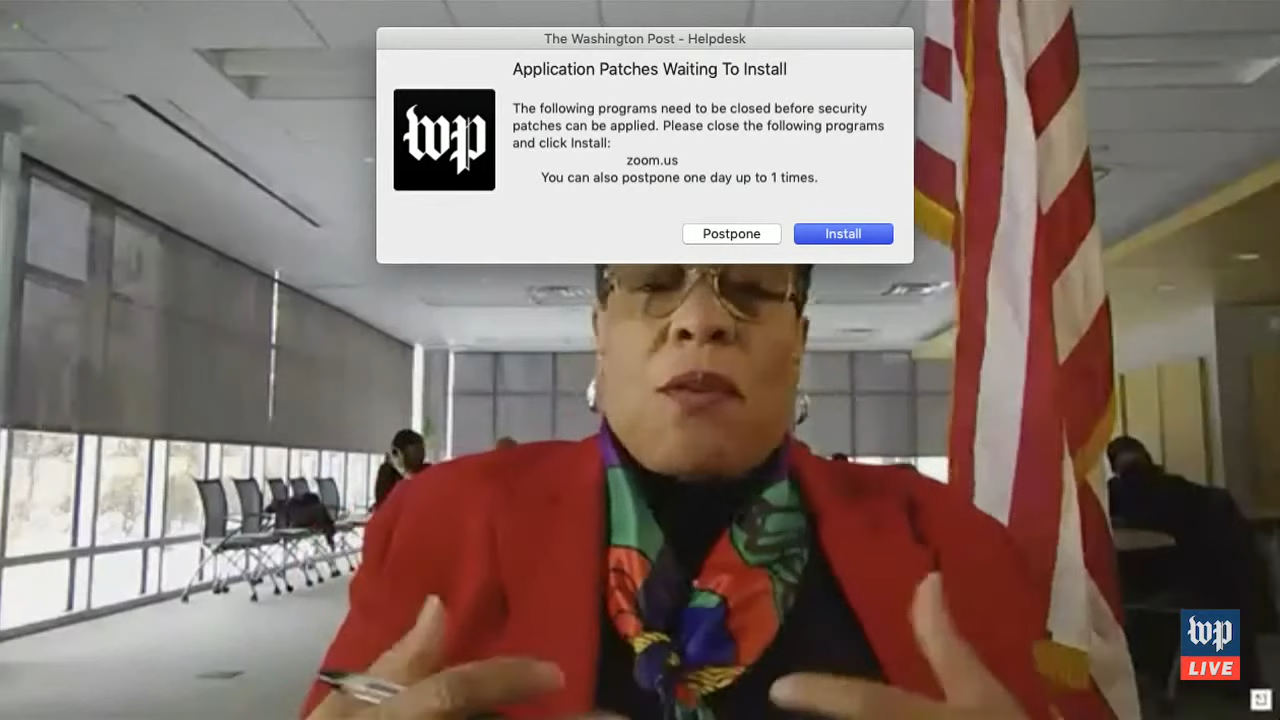 The Washington Post - Helpdesk
Application Patches Waiting To Install
wp
The following programs need to be closed before security
patches can be applied. Please close the following programs
and click Install:
zoom.us
You can also postpone one day up to 1 times.
Postpone
Install
wp
LIVE